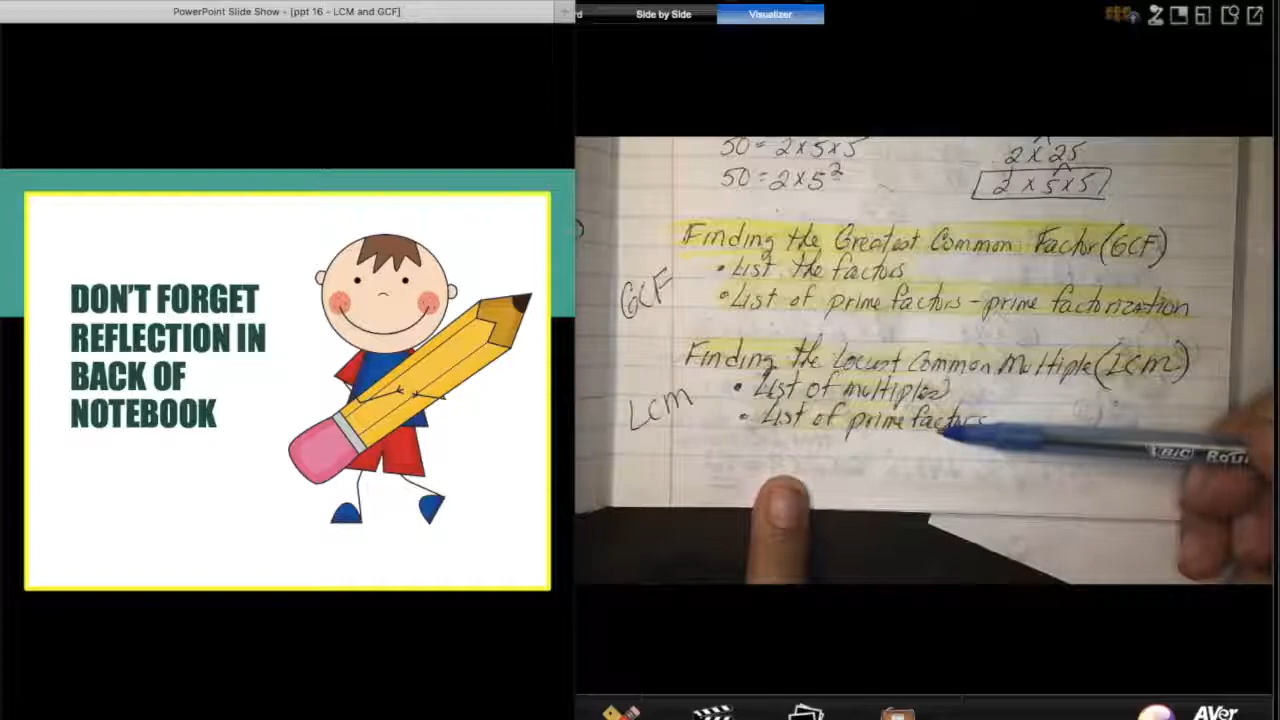 PowerPoint Slide Show - [ppt 16 - LCM and GCF]
Side by Side
Visualizer
DON'T FORGET
REFLECTION IN
BACK OF
NOTEBOOK
50 = 2 x 5 x 5
50 = 2 x 5²
2 x 25
2 x 5 x 5
Finding the Greatest Common Factor (GCF)
• List the factors
• List of prime factors - prime factorization
GCF
Finding the Locust Common Multiple (LCM)
• List of multiples
• List of prime factors
LCM
BIC
AVer